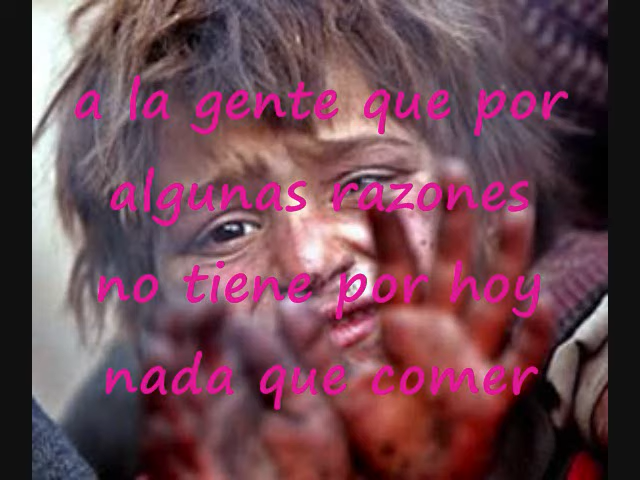 a la gente que por
algunas razones
no tiene por hoy
nada que comer